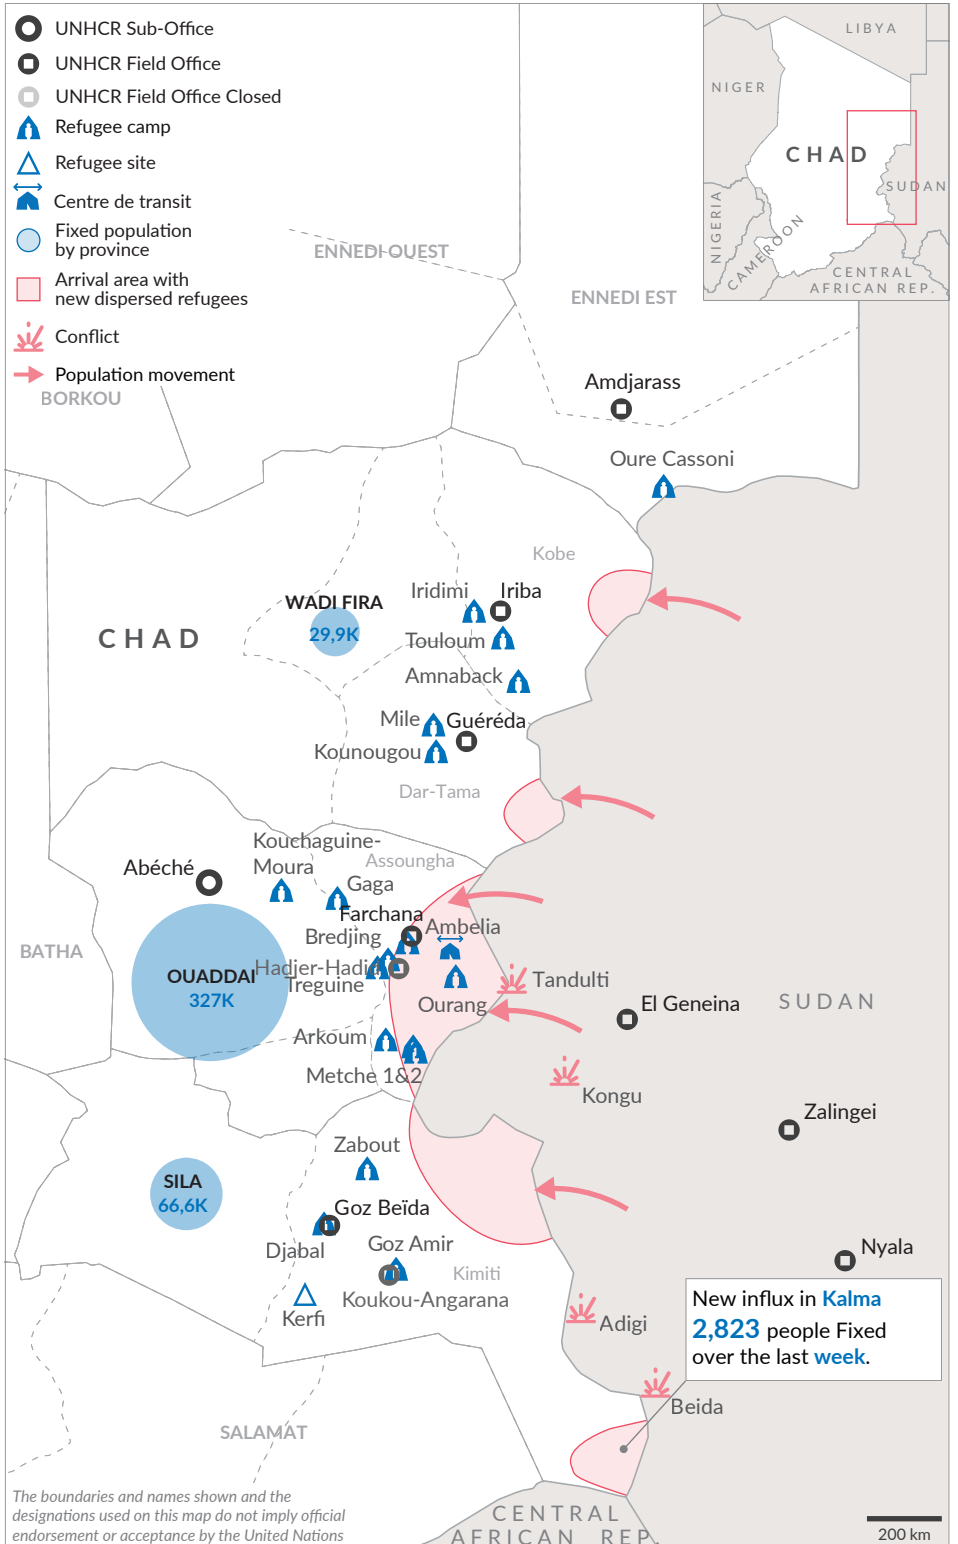 UNHCR Sub-Office
UNHCR Field Office
UNHCR Field Office Closed
Refugee camp
Refugee site
Centre de transit
Fixed population
by province
Arrival area with
new dispersed refugees
Conflict
Population movement
LIBYA
NIGER
CHAD
SUDAN
NIGERIA
CAMEROON
CENTRAL
AFRICAN REP.
ENNEDI OUEST
ENNEDI EST
BORKOU
Amdjarass
Oure Cassoni
Kobe
Iridimi
Iriba
WADI FIRA
29,9K
CHAD
Touloum
Amnaback
Mile
Guéréda
Kounougou
Dar-Tama
Kouchaguine-
Moura
Assoungha
Abéché
Gaga
Farchana
Ambelia
Bredjing
BATHA
Hadjer-Hadid
OUADDAI
327K
Treguine
Tandulti
Ourang
El Geneina
SUDAN
Arkoum
Metche 1&2
Kongu
Zalingei
Zabout
SILA
66,6K
Goz Beïda
Djabal
Goz Amir
Kimiti
Nyala
Koukou-Angarana
Kerfi
Adigi
New influx in Kalma
2,823 people Fixed
over the last week.
Beida
SALAMAT
The boundaries and names shown and the
designations used on this map do not imply official
endorsement or acceptance by the United Nations
CENTRAL
AFRICAN REP.
200 km